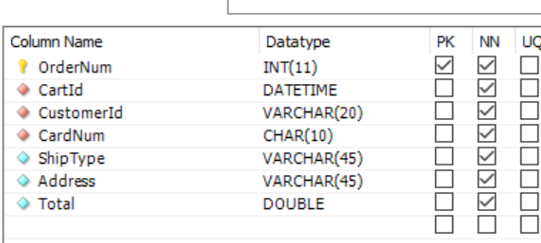 Column Name Datatype PK NN UQ
OrderNum INT(11)
CartId DATETIME
CustomerId VARCHAR(20)
CardNum CHAR(10)
ShipType VARCHAR(45)
Address VARCHAR(45)
Total DOUBLE